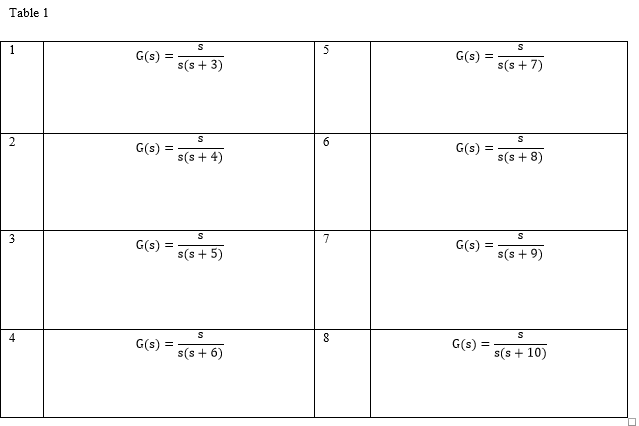 Table 1
1 G(s) = s / s(s + 3) 5 G(s) = s / s(s + 7)
2 G(s) = s / s(s + 4) 6 G(s) = s / s(s + 8)
3 G(s) = s / s(s + 5) 7 G(s) = s / s(s + 9)
4 G(s) = s / s(s + 6) 8 G(s) = s / s(s + 10)